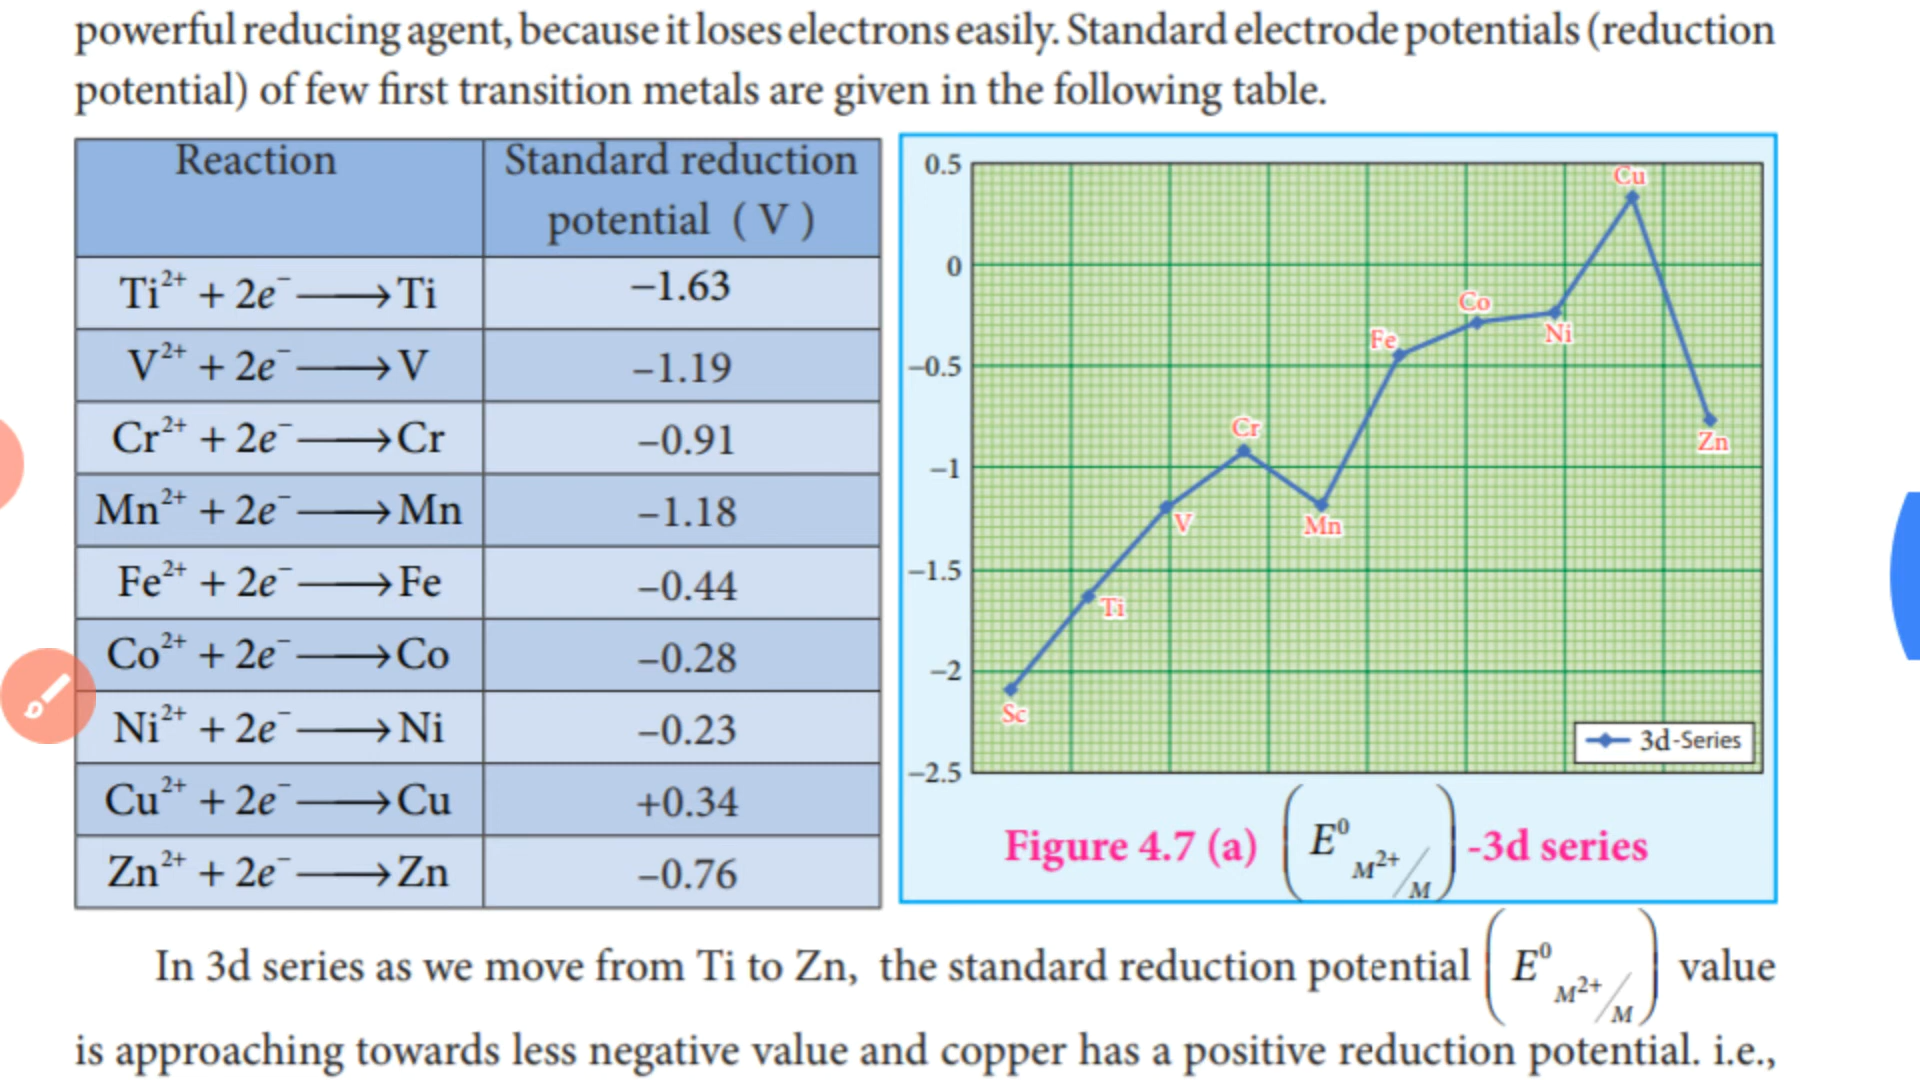 powerful reducing agent, because it loses electrons easily. Standard electrode potentials (reduction
potential) of few first transition metals are given in the following table.
Reaction	Standard reduction
potential ( V )
Ti²⁺ + 2e⁻ ⟶ Ti	–1.63
V²⁺ + 2e⁻ ⟶ V	–1.19
Cr²⁺ + 2e⁻ ⟶ Cr	–0.91
Mn²⁺ + 2e⁻ ⟶ Mn	–1.18
Fe²⁺ + 2e⁻ ⟶ Fe	–0.44
Co²⁺ + 2e⁻ ⟶ Co	–0.28
Ni²⁺ + 2e⁻ ⟶ Ni	–0.23
Cu²⁺ + 2e⁻ ⟶ Cu	+0.34
Zn²⁺ + 2e⁻ ⟶ Zn	–0.76
0.5
0
–0.5
–1
–1.5
–2
–2.5
Sc
Ti
V
Cr
Mn
Fe
Co
Ni
Cu
Zn
3d-Series
Figure 4.7 (a) (E⁰ M²⁺/M) -3d series
In 3d series as we move from Ti to Zn, the standard reduction potential (E⁰ M²⁺/M) value
is approaching towards less negative value and copper has a positive reduction potential. i.e.,